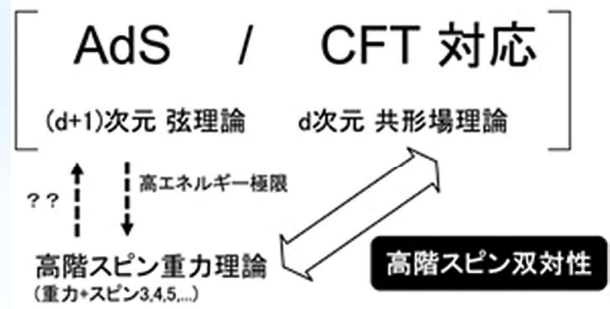 AdS / CFT 対応
(d+1)次元 弦理論 d次元 共形場理論
??
高エネルギー極限
高階スピン重力理論
(重力+スピン3,4,5,...)
高階スピン双対性